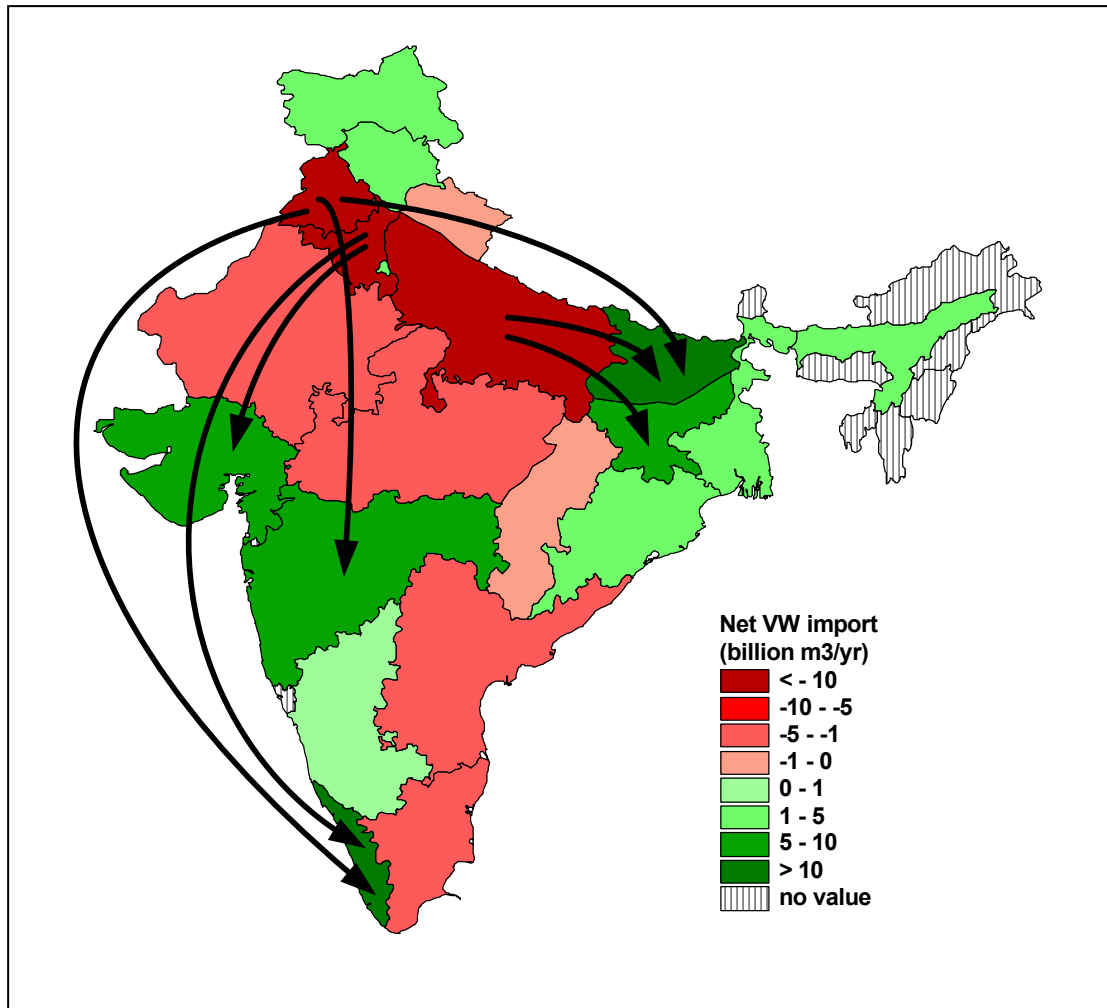 Net VW import
(billion m3/yr)
< - 10
-10 - -5
-5 - -1
-1 - 0
0 - 1
1 - 5
5 - 10
> 10
no value